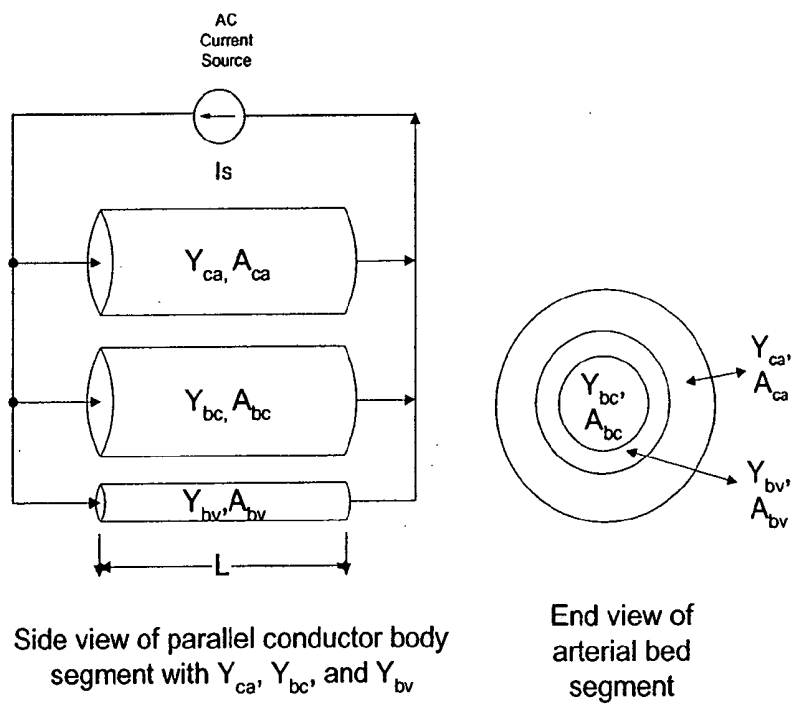 AC
Current
Source
Is
Yca, Aca
Ybc, Abc
Ybv, Abv
L
Side view of parallel conductor body
segment with Yca, Ybc, and Ybv
Ybc,
Abc
Yca,
Aca
Ybv,
Abv
End view of
arterial bed
segment